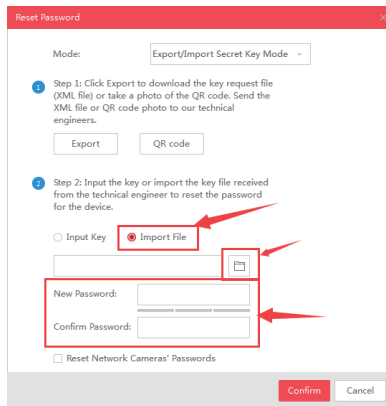 Reset Password
Mode:
Export/Import Secret Key Mode
1 Step 1: Click Export to download the key request file
(XML file) or take a photo of the QR code. Send the
XML file or QR code photo to our technical
engineers.
Export
QR code
2 Step 2: Input the key or import the key file received
from the technical engineer to reset the password
for the device.
Input Key
Import File
New Password:
Confirm Password:
Reset Network Cameras' Passwords
Confirm
Cancel